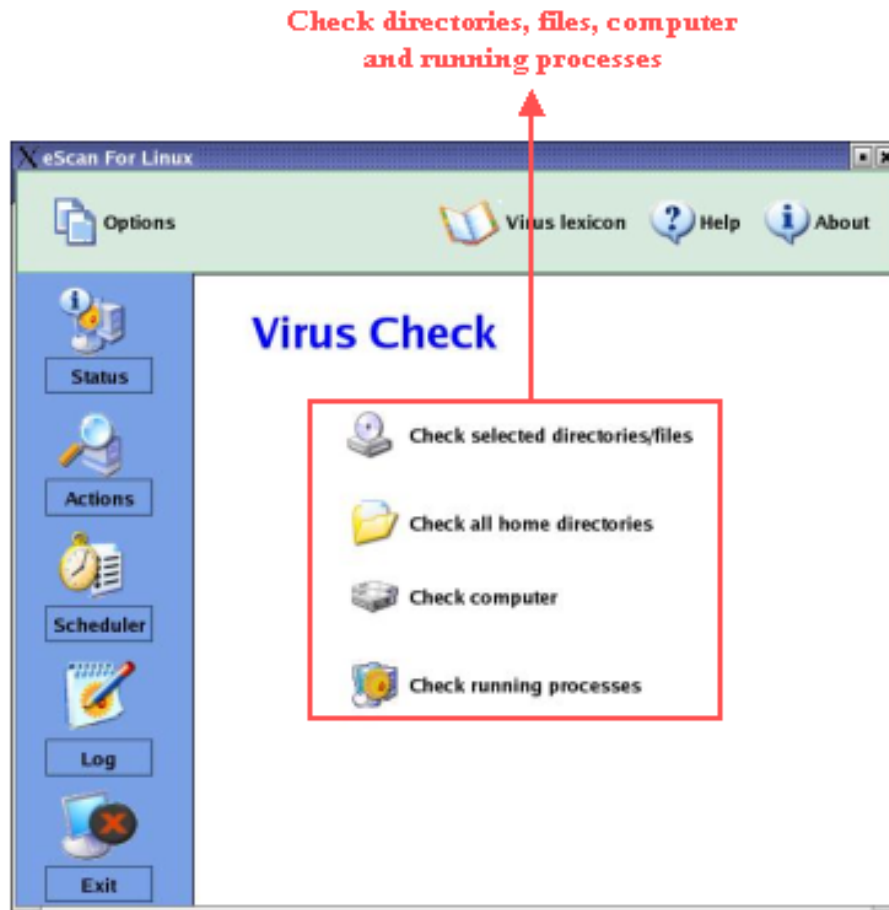 Check directories, files, computer
and running processes
eScan For Linux
Options
Virus lexicon
Help
About
Status
Virus Check
Check selected directories/files
Actions
Check all home directories
Scheduler
Check computer
Check running processes
Log
Exit